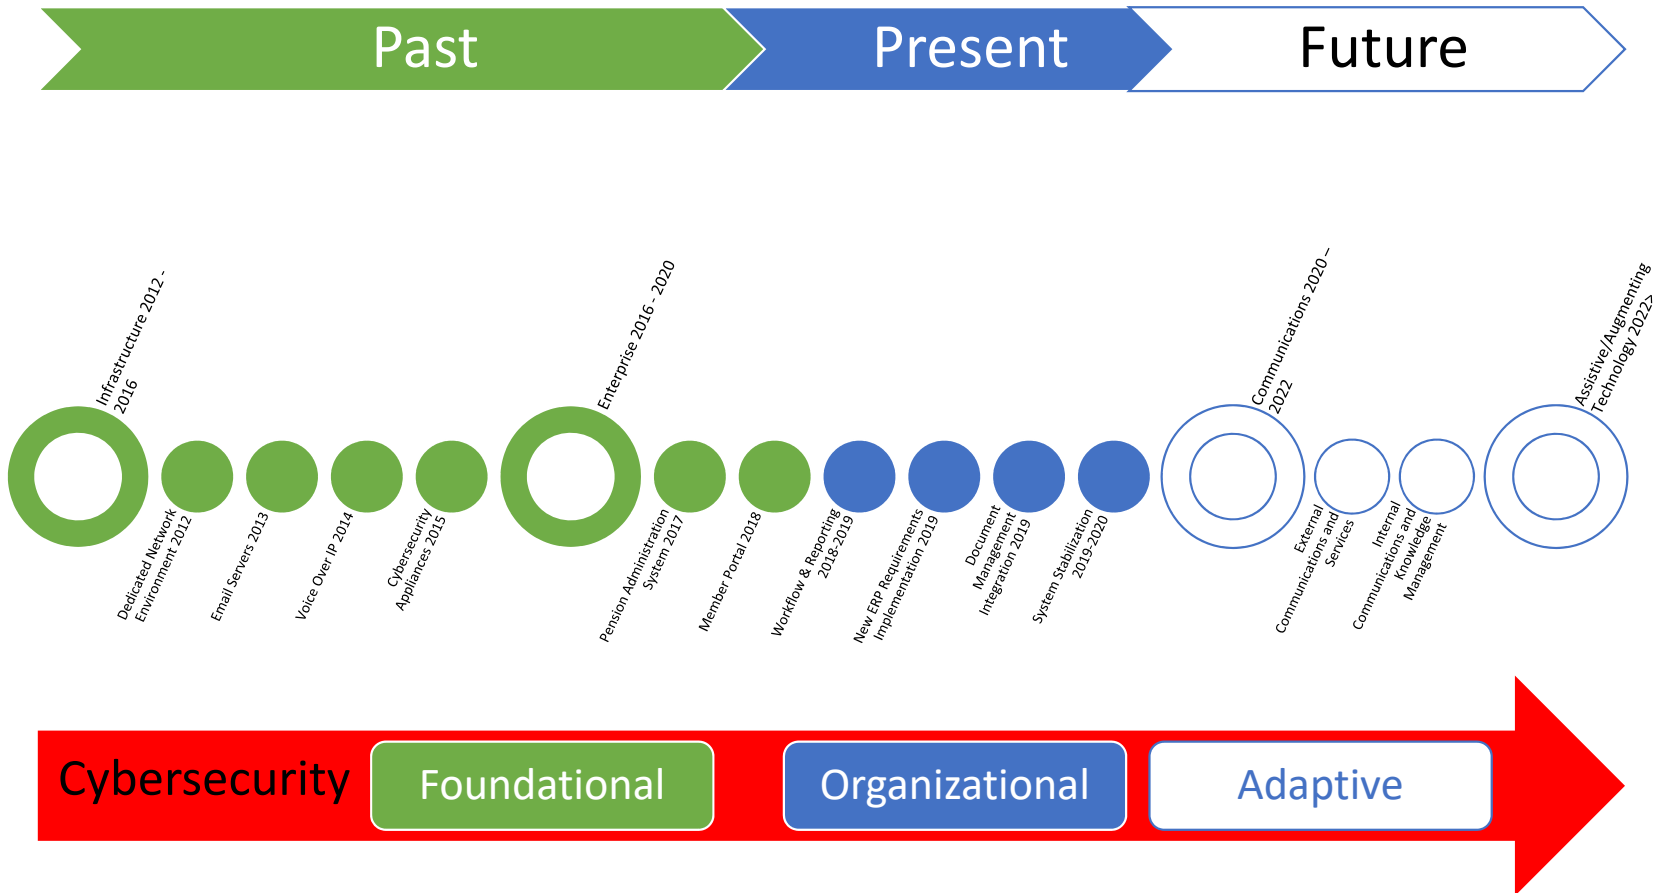 Past
Present
Future
Infrastructure 2012 -
2016
Dedicated Network
Environment 2012
Email Servers 2013
Voice Over IP 2014
Cybersecurity
Appliances 2015
Enterprise 2016 - 2020
Pension Administration
System 2017
Member Portal 2018
Workflow & Reporting
2018-2019
New ERP Requirements
Implementation 2019
Document
Management
Integration 2019
System Stabilization
2019-2020
Communications 2020 –
2022
External
Communications and
Services
Internal
Communications and
Knowledge
Management
Assistive/Augmenting
Technology 2022>
Cybersecurity
Foundational
Organizational
Adaptive